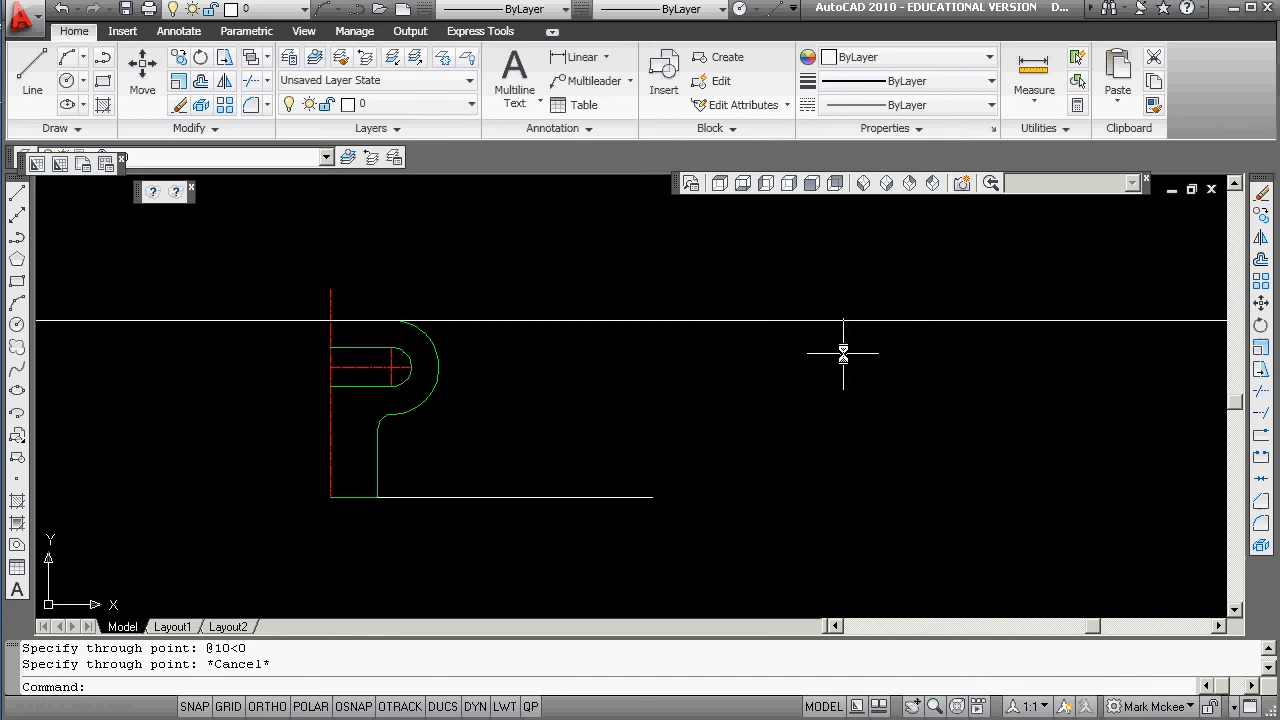 0 ByLayer ByLayer AutoCAD 2010 - EDUCATIONAL VERSION D...
Home Insert Annotate Parametric View Manage Output Express Tools
Line Move Unsaved Layer State 0 Multiline Text Linear Multileader Table Insert Create Edit Edit Attributes ByLayer ByLayer ByLayer Measure Paste
Draw Modify Layers Annotation Block Properties Utilities Clipboard
Y
X
Model Layout1 Layout2
Specify through point: @10<0
Specify through point: *Cancel*
Command:
SNAP GRID ORTHO POLAR OSNAP OTRACK DUCS DYN LWT QP MODEL 1:1 Mark Mckee